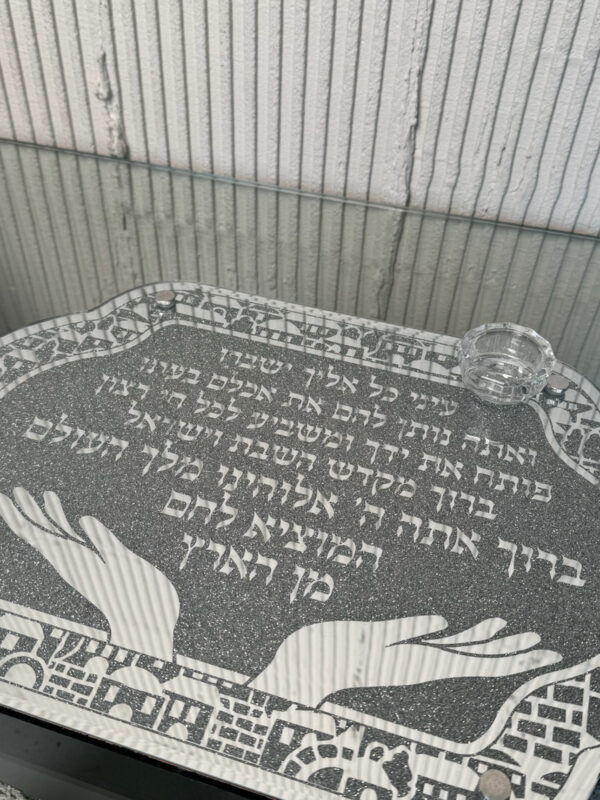 עיני כל אליך ישברו
ואתה נותן להם את אכלם בעיתו
פותח את ידך ומשביע לכל חי רצון
ברוך מקדש השבת וישראל
ברוך אתה ה' אלוהינו מלך העולם
המוציא לחם
מן הארץ